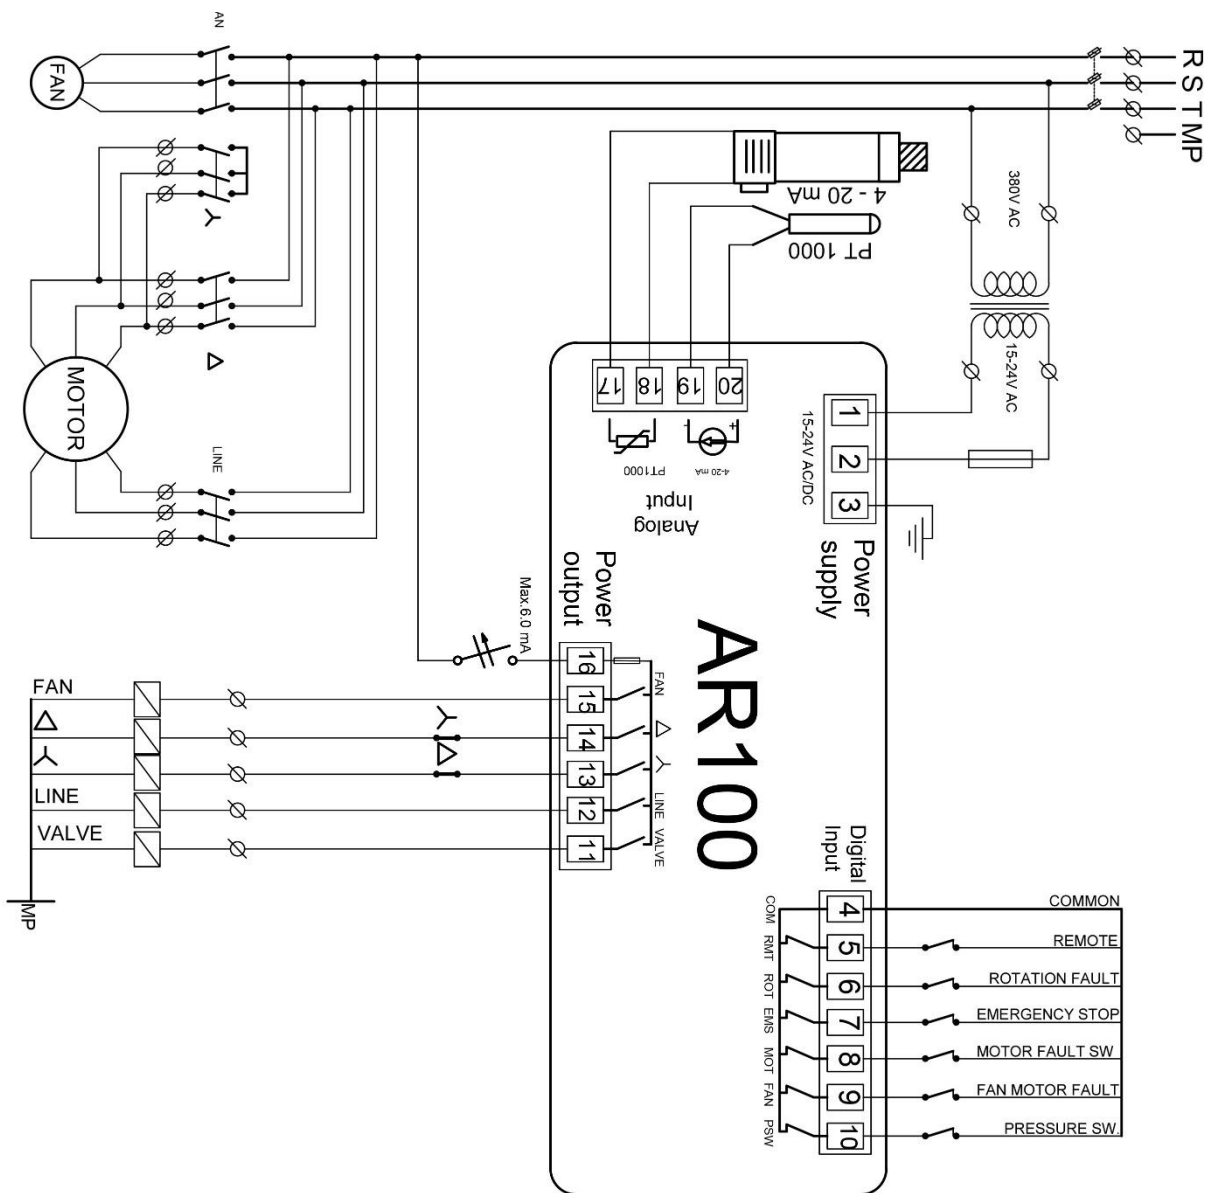 AN
FAN
R
S
T
MP
380V AC
15-24V AC
4 - 20 mA
PT 1000
MOTOR
LINE
17
18
19
20
- +
PT1000
4-20 mA
Analog
Input
1
2
3
15-24V AC/DC
Power
supply
Power
output
Max.6.0 mA
AR100
16
15
14
13
12
11
FAN
LINE
VALVE
FAN
LINE
VALVE
MP
Digital
Input
4
5
6
7
8
9
10
COM
RMT
ROT
EMS
MOT
FAN
PSW
COMMON
REMOTE
ROTATION FAULT
EMERGENCY STOP
MOTOR FAULT SW
FAN MOTOR FAULT
PRESSURE SW.